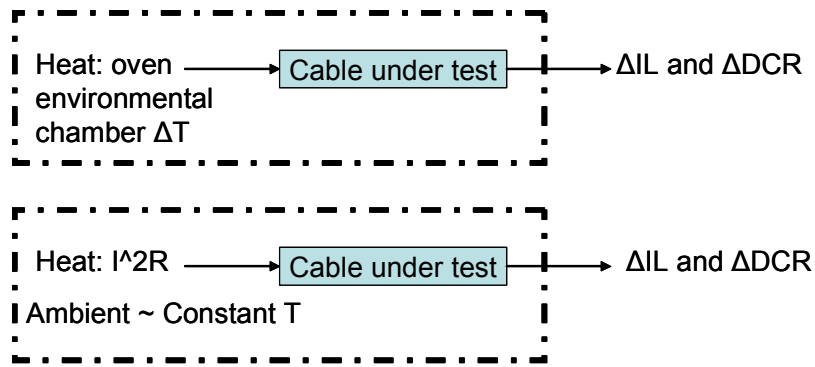 Heat: oven
environmental
chamber ΔT
Cable under test
ΔIL and ΔDCR
Heat: I^2R
Cable under test
ΔIL and ΔDCR
Ambient ~ Constant T